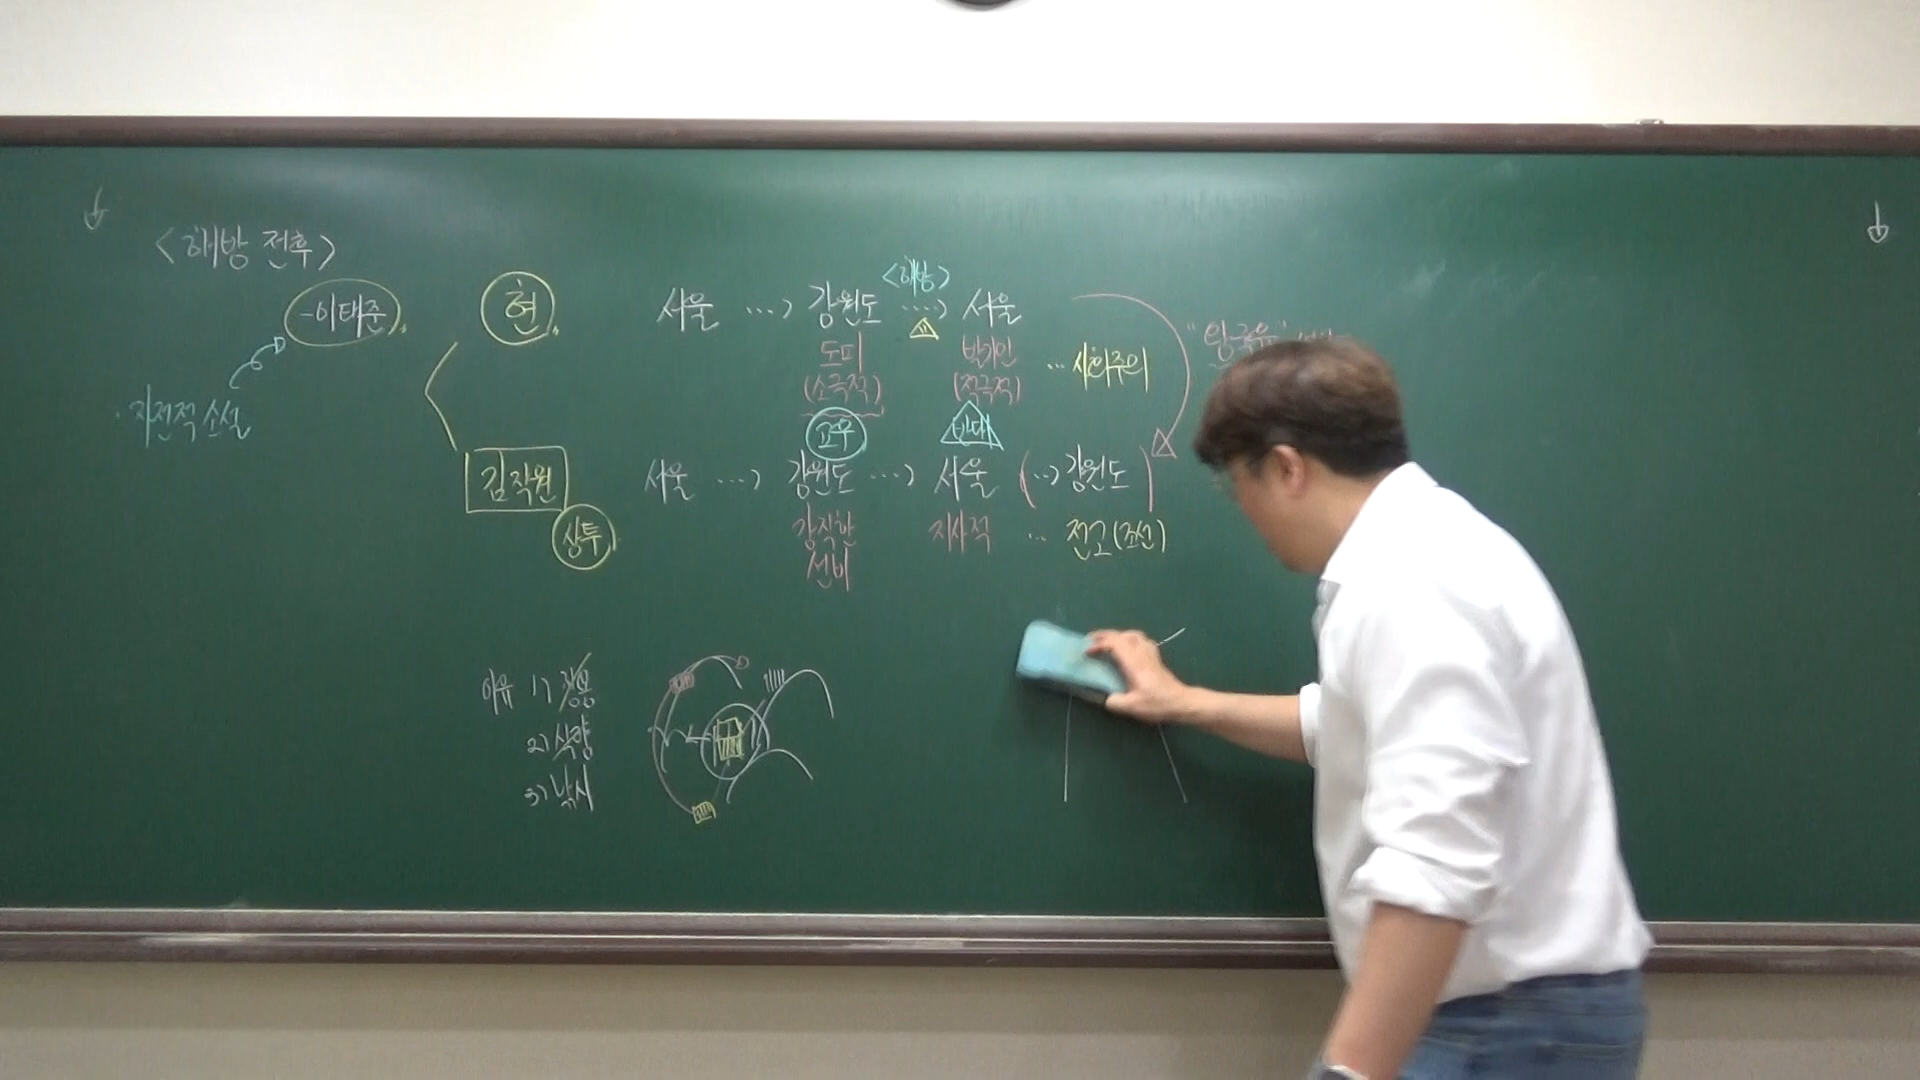 <해방 전후>
-이태준
· 자전적 소설
현
<해방>
서울 …> 강원도 …> 서울
도피
(소극적)
발기인
(적극적)
… 사회주의
교우
반대
김직원
상투
서울 …> 강원도 …> 서울 (…> 강원도)
강직한
선비
지사적 … 전고(조선)
이유 1) 징용
2) 식량
3) 낚시